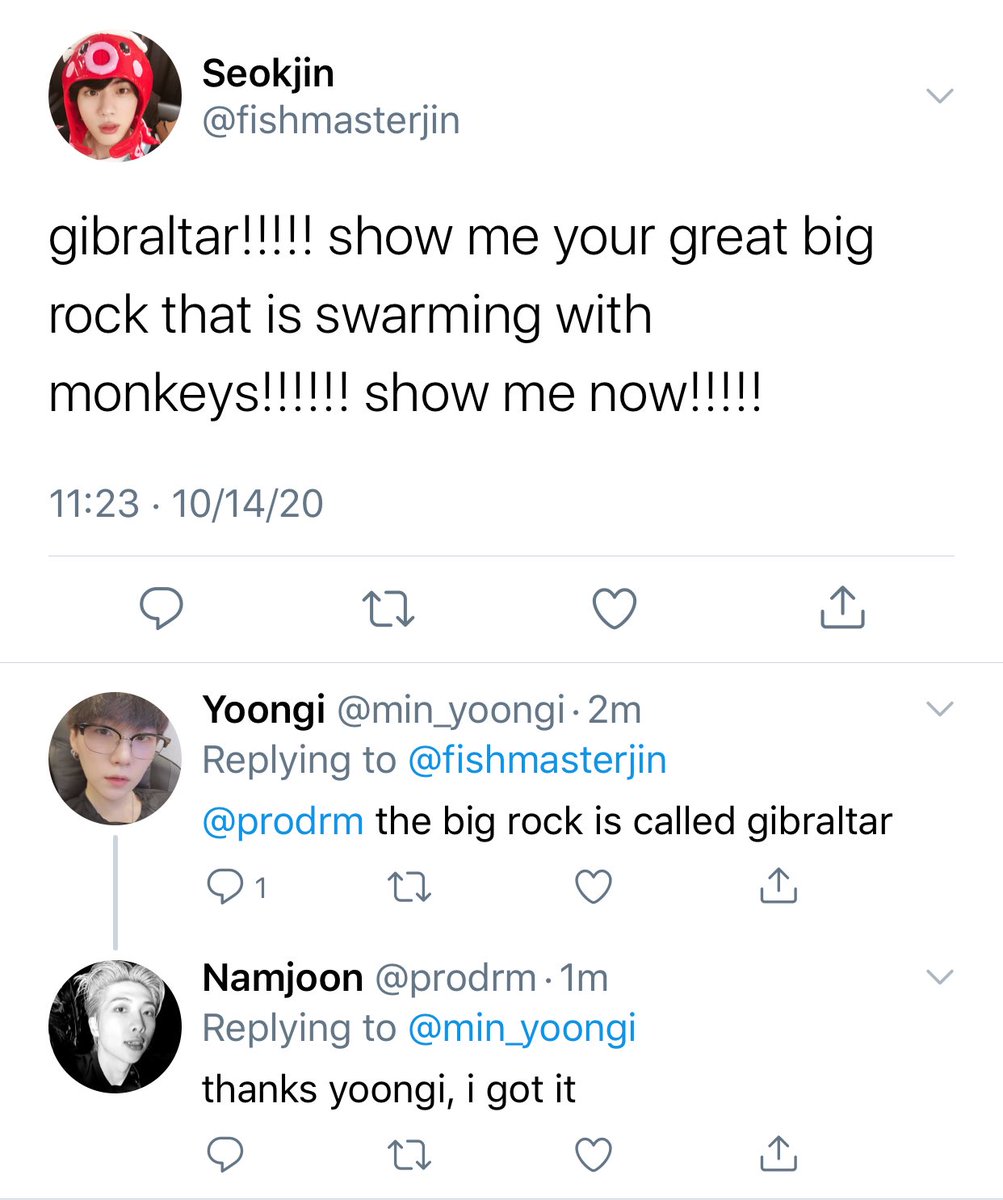 Seokjin
@fishmasterjin
gibraltar!!!!! show me your great big
rock that is swarming with
monkeys!!!!!! show me now!!!!!
11:23 · 10/14/20
Yoongi @min_yoongi · 2m
Replying to @fishmasterjin
@prodrm the big rock is called gibraltar
1
Namjoon @prodrm · 1m
Replying to @min_yoongi
thanks yoongi, i got it